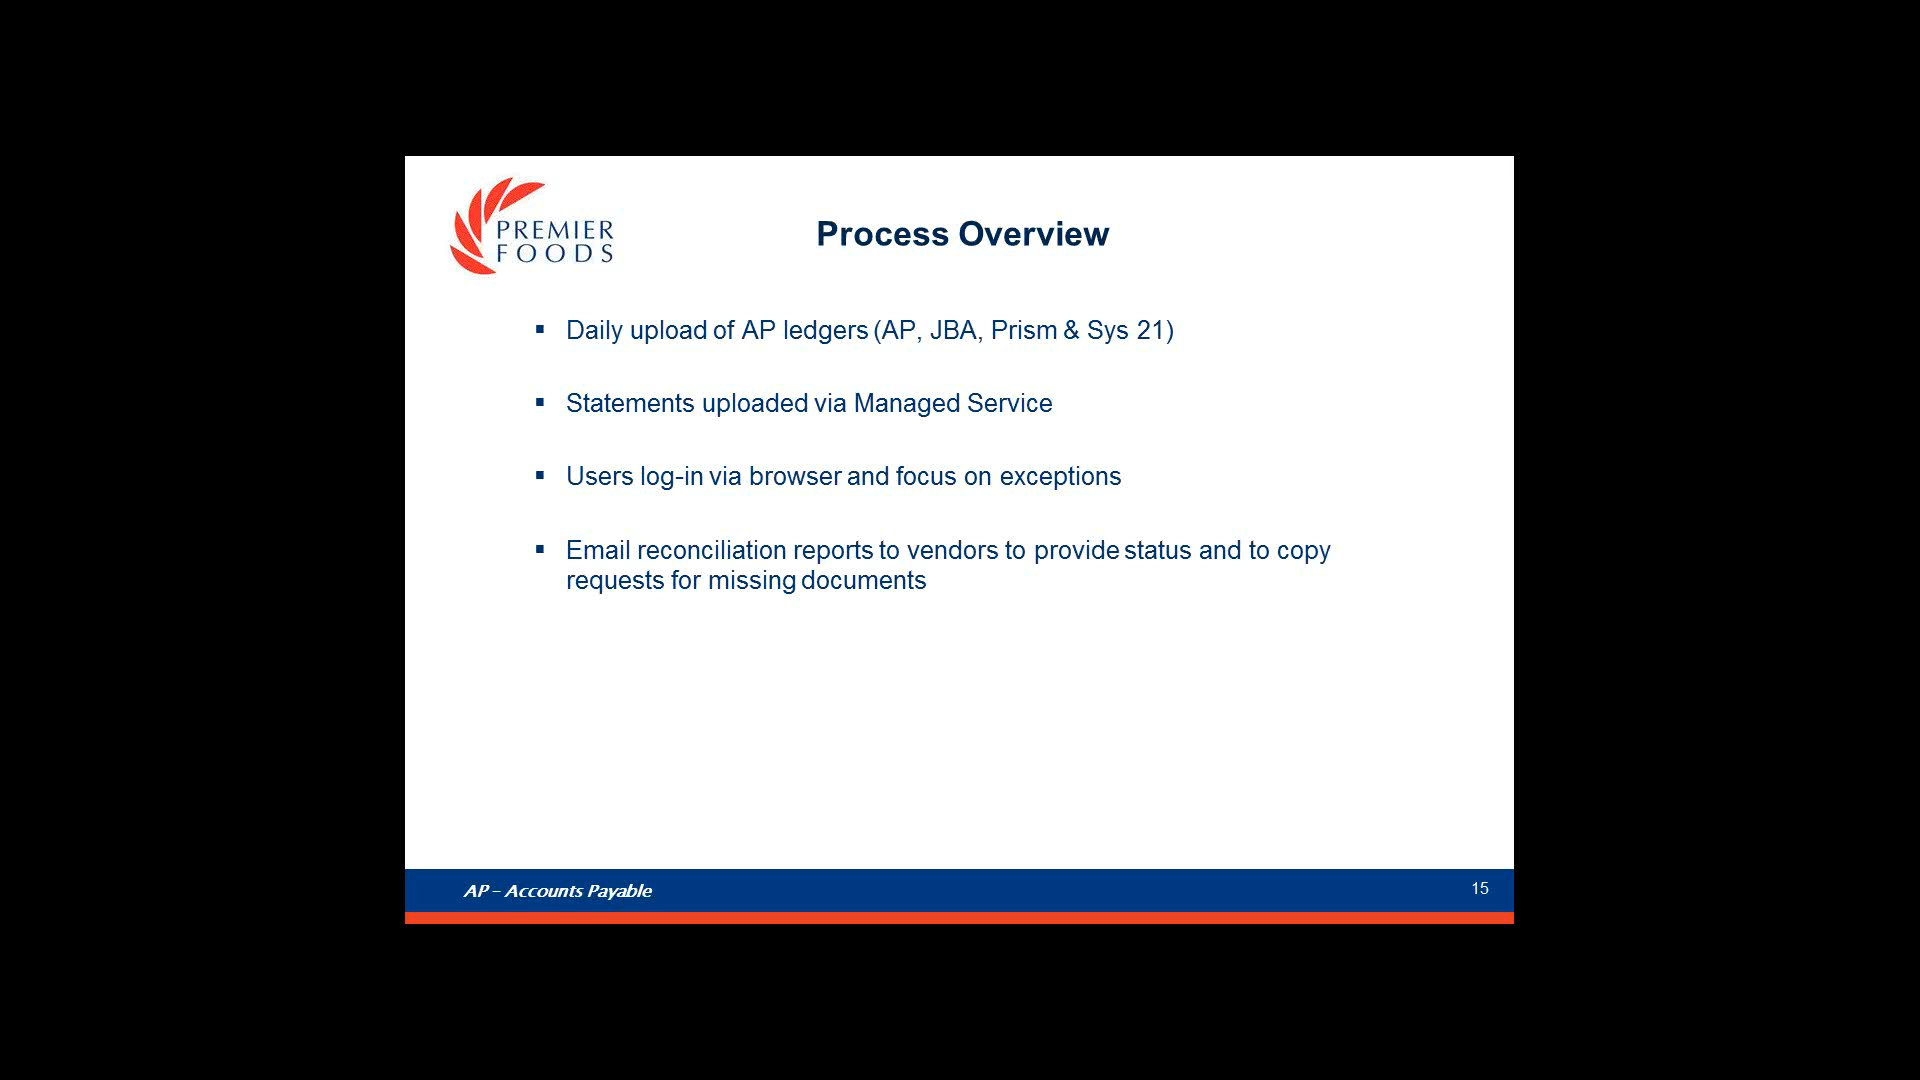 PREMIER
FOODS
Process Overview
▪ Daily upload of AP ledgers (AP, JBA, Prism & Sys 21)
▪ Statements uploaded via Managed Service
▪ Users log-in via browser and focus on exceptions
▪ Email reconciliation reports to vendors to provide status and to copy
requests for missing documents
AP – Accounts Payable
15